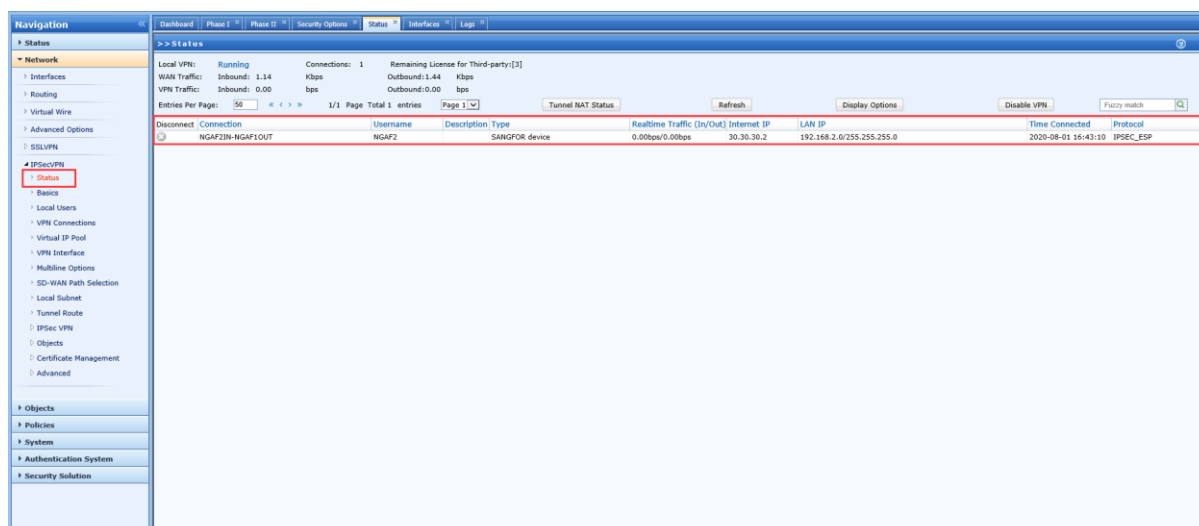 Navigation
Dashboard Phase I Phase II Security Options Status Interfaces Logs
Status
>>Status
Network
Local VPN: Running Connections: 1 Remaining License for Third-party:[3]
Interfaces
WAN Traffic: Inbound: 1.14 Kbps Outbound:1.44 Kbps
VPN Traffic: Inbound: 0.00 bps Outbound:0.00 bps
Routing
Entries Per Page: 50 1/1 Page Total 1 entries Page 1 Tunnel NAT Status Refresh Display Options Disable VPN Fuzzy match
Virtual Wire
Disconnect Connection Username Description Type Realtime Traffic (In/Out) Internet IP LAN IP Time Connected Protocol
Advanced Options
NGAF2IN-NGAF1OUT NGAF2 SANGFOR device 0.00bps/0.00bps 30.30.30.2 192.168.2.0/255.255.255.0 2020-08-01 16:43:10 IPSEC_ESP
SSLVPN
IPSecVPN
Status
Basics
Local Users
VPN Connections
Virtual IP Pool
VPN Interface
Multiline Options
SD-WAN Path Selection
Local Subnet
Tunnel Route
IPSec VPN
Objects
Certificate Management
Advanced
Objects
Policies
System
Authentication System
Security Solution